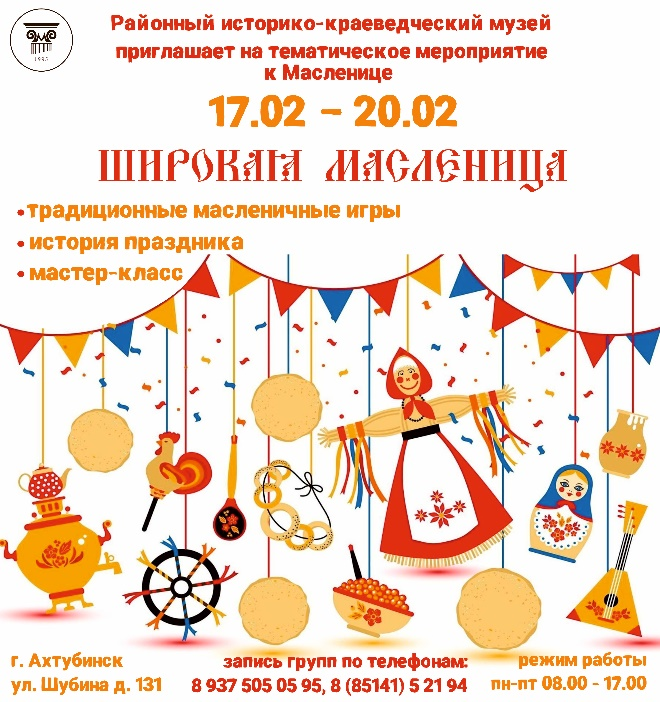 Районный историко-краеведческий музей
приглашает на тематическое мероприятие
к Масленице
17.02 – 20.02
ШИРОКАЯ МАСЛЕНИЦА
•традиционные масленичные игры
• история праздника
• мастер-класс
1993
г. Ахтубинск
ул. Шубина д. 131
запись групп по телефонам:
8 937 505 05 95, 8 (85141) 5 21 94
режим работы
пн-пт 08.00 - 17.00